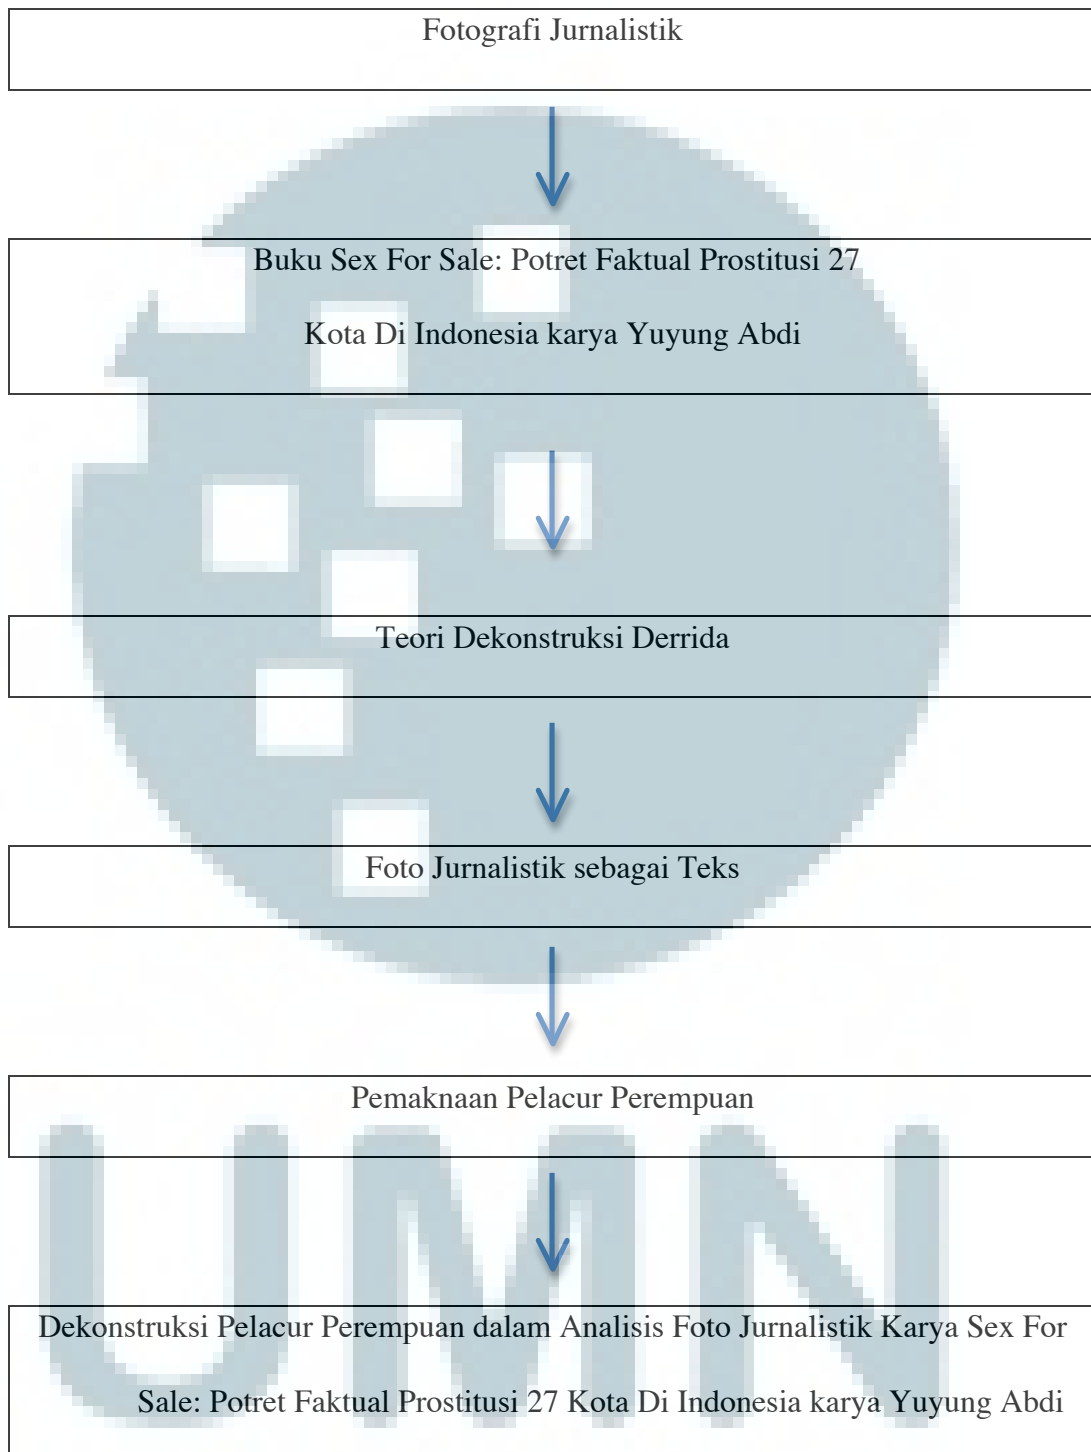 Fotografi Jurnalistik
Buku Sex For Sale: Potret Faktual Prostitusi 27
Kota Di Indonesia karya Yuyung Abdi
Teori Dekonstruksi Derrida
Foto Jurnalistik sebagai Teks
Pemaknaan Pelacur Perempuan
UMN
Dekonstruksi Pelacur Perempuan dalam Analisis Foto Jurnalistik Karya Sex For
Sale: Potret Faktual Prostitusi 27 Kota Di Indonesia karya Yuyung Abdi